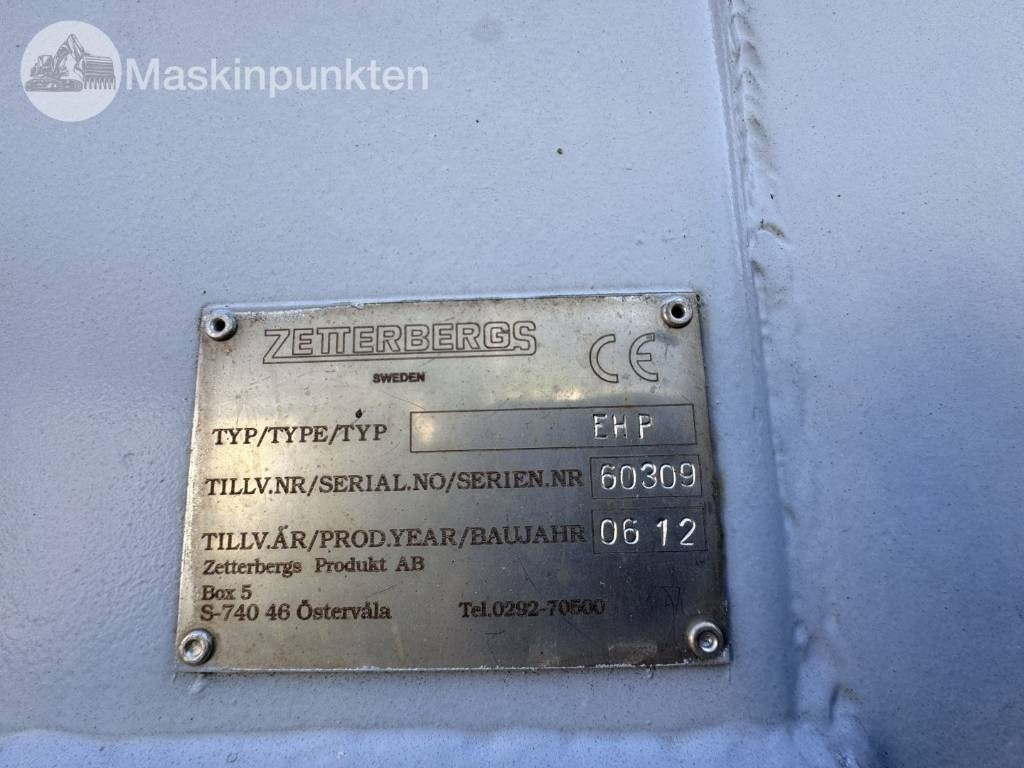 Maskinpunkten
ZETTERBERGS
CE
SWEDEN
TYP/TYPE/TYP EHP
TILLV.NR/SERIAL.NO/SERIEN.NR 60309
TILLV.ÅR/PROD.YEAR/BAUJAHR 06 12
Zetterbergs Produkt AB
Box 5
S-740 46 Östervåla Tel.0292-70500